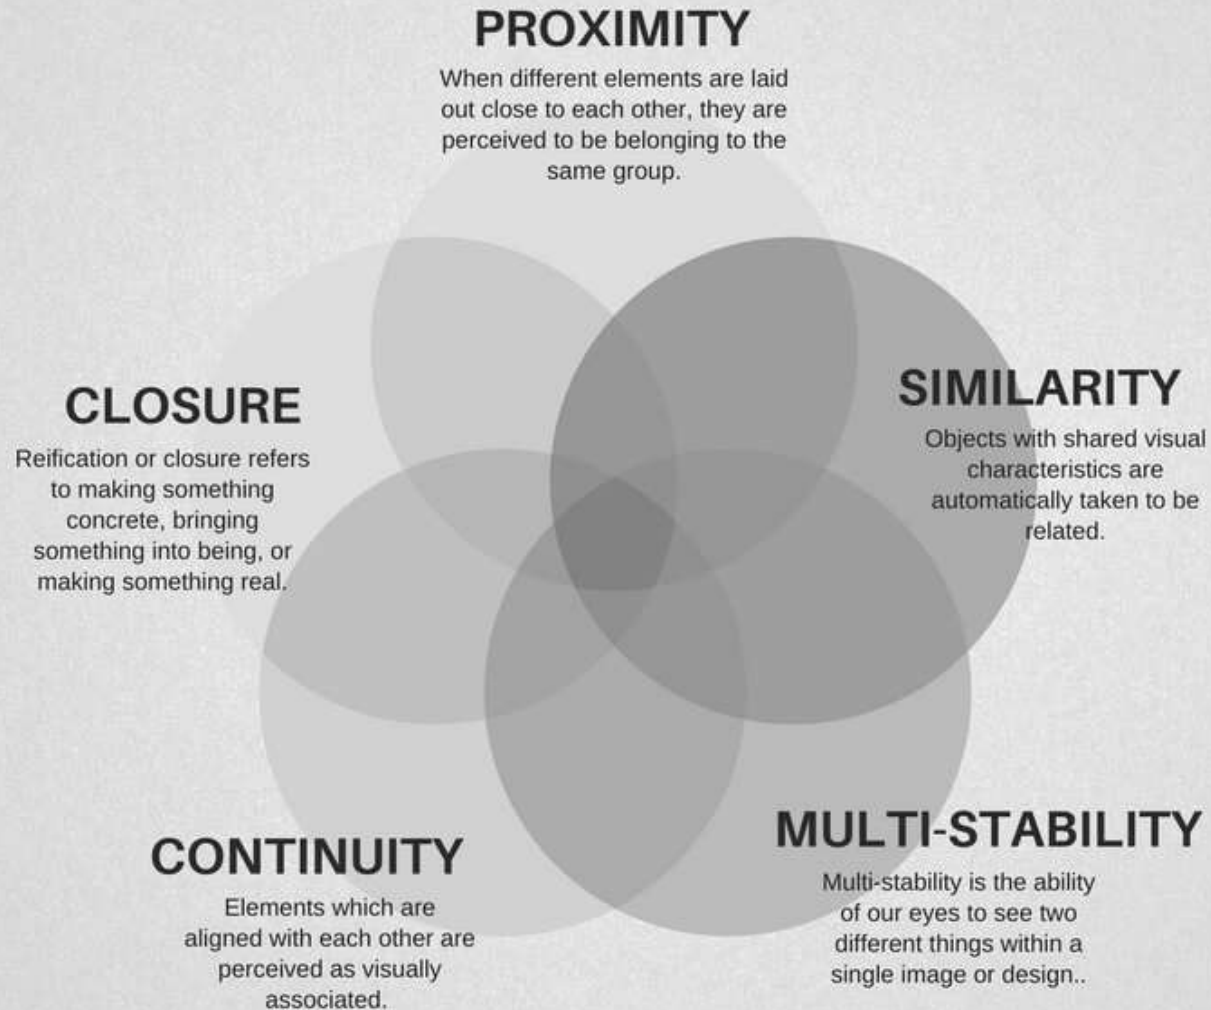 PROXIMITY
When different elements are laid
out close to each other, they are
perceived to be belonging to the
same group.
CLOSURE
Reification or closure refers
to making something
concrete, bringing
something into being, or
making something real.
SIMILARITY
Objects with shared visual
characteristics are
automatically taken to be
related.
CONTINUITY
Elements which are
aligned with each other are
perceived as visually
associated.
MULTI-STABILITY
Multi-stability is the ability
of our eyes to see two
different things within a
single image or design..